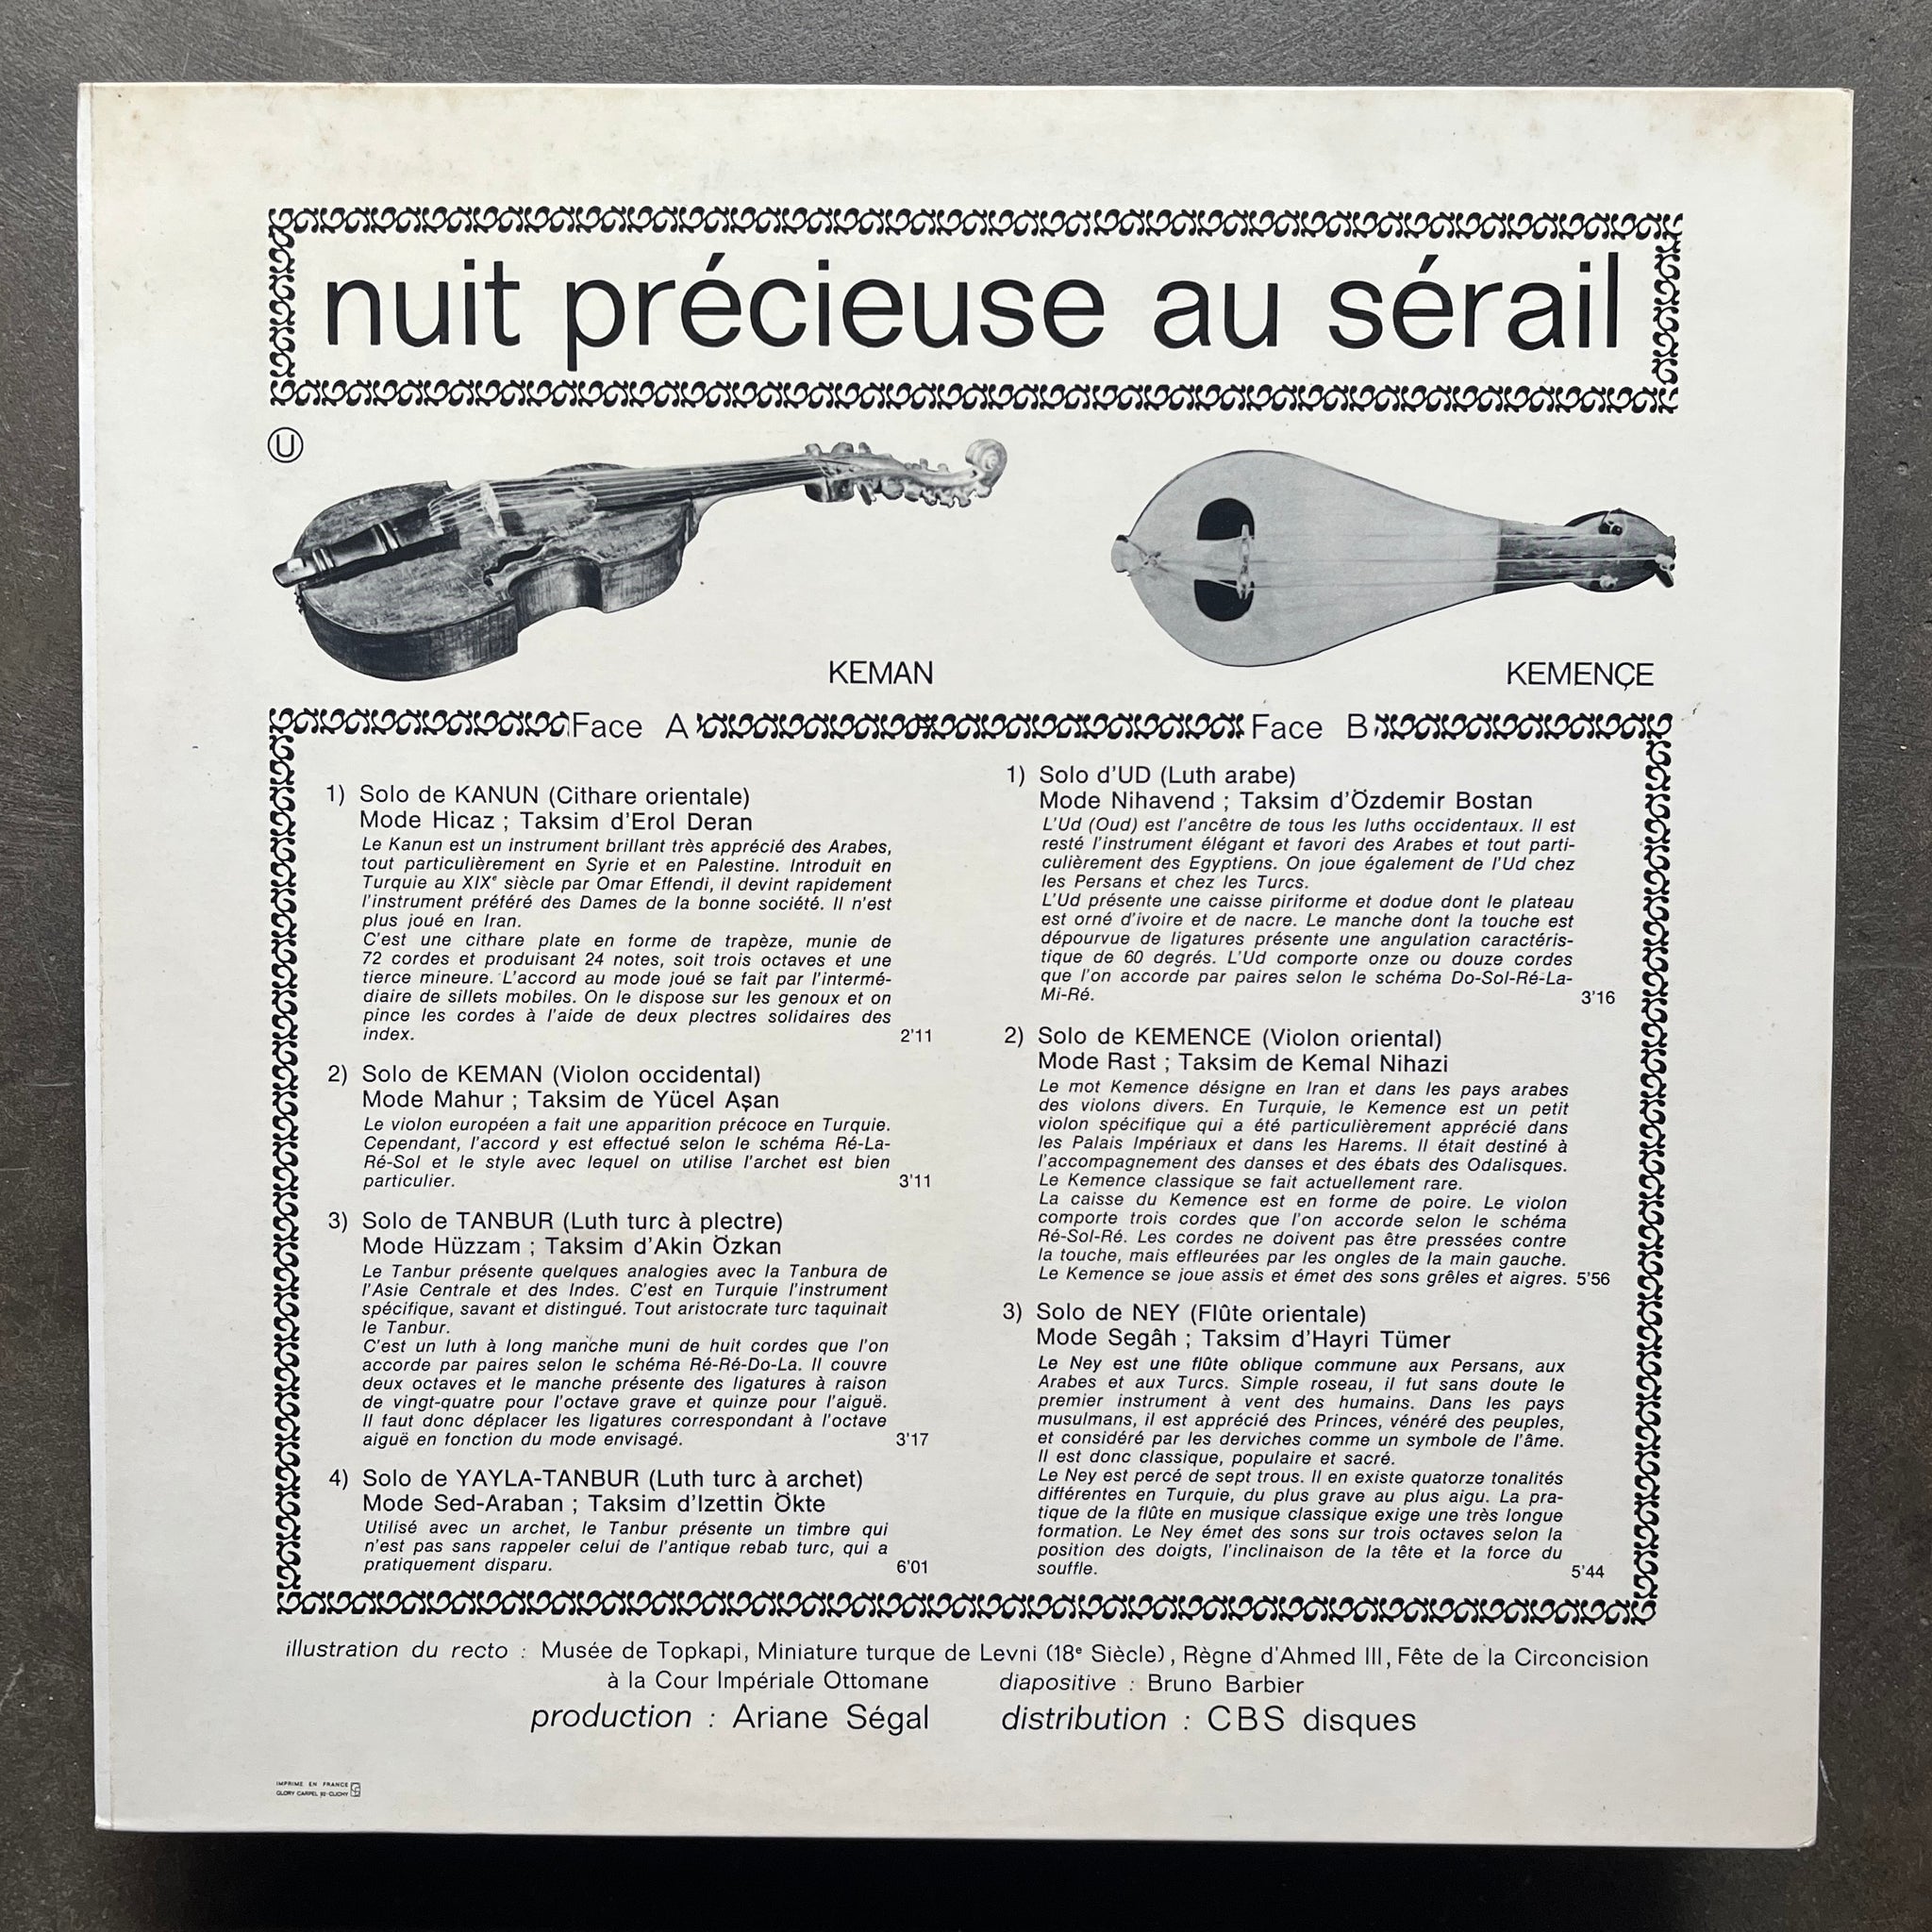 nuit précieuse au sérail
U
KEMAN
KEMENÇE
Face A
1) Solo de KANUN (Cithare orientale)
Mode Hicaz ; Taksim d'Erol Deran
Le Kanun est un instrument brillant très apprécié des Arabes,
tout particulièrement en Syrie et en Palestine. Introduit en
Turquie au XIXe siècle par Omar Effendi, il devint rapidement
l'instrument préféré des Dames de la bonne société. Il n'est
plus joué en Iran.
C'est une cithare plate en forme de trapèze, munie de
72 cordes et produisant 24 notes, soit trois octaves et une
tierce mineure. L'accord au mode joué se fait par l'intermé-
diaire de sillets mobiles. On le dispose sur les genoux et on
pince les cordes à l'aide de deux plectres solidaires des
index. 2'11
2) Solo de KEMAN (Violon occidental)
Mode Mahur ; Taksim de Yücel Aşan
Le violon européen a fait une apparition précoce en Turquie.
Cependant, l'accord y est effectué selon le schéma Ré-La-
Ré-Sol et le style avec lequel on utilise l'archet est bien
particulier. 3'11
3) Solo de TANBUR (Luth turc à plectre)
Mode Hüzzam ; Taksim d'Akin Özkan
Le Tanbur présente quelques analogies avec la Tanbura de
l'Asie Centrale et des Indes. C'est en Turquie l'instrument
spécifique, savant et distingué. Tout aristocrate turc taquinait
le Tanbur.
C'est un luth à long manche muni de huit cordes que l'on
accorde par paires selon le schéma Ré-Ré-Do-La. Il couvre
deux octaves et le manche présente des ligatures à raison
de vingt-quatre pour l'octave grave et quinze pour l'aiguë.
Il faut donc déplacer les ligatures correspondant à l'octave
aiguë en fonction du mode envisagé. 3'17
4) Solo de YAYLA-TANBUR (Luth turc à archet)
Mode Sed-Araban ; Taksim d'Izettin Ökte
Utilisé avec un archet, le Tanbur présente un timbre qui
n'est pas sans rappeler celui de l'antique rebab turc, qui a
pratiquement disparu. 6'01
Face B
1) Solo d'UD (Luth arabe)
Mode Nihavend ; Taksim d'Özdemir Bostan
L'Ud (Oud) est l'ancêtre de tous les luths occidentaux. Il est
resté l'instrument élégant et favori des Arabes et tout parti-
culièrement des Egyptiens. On joue également de l'Ud chez
les Persans et chez les Turcs.
L'Ud présente une caisse piriforme et dodue dont le plateau
est orné d'ivoire et de nacre. Le manche dont la touche est
dépourvue de ligatures présente une angulation caractéris-
tique de 60 degrés. L'Ud comporte onze ou douze cordes
que l'on accorde par paires selon le schéma Do-Sol-Ré-La-
Mi-Ré. 3'16
2) Solo de KEMENCE (Violon oriental)
Mode Rast ; Taksim de Kemal Nihazi
Le mot Kemence désigne en Iran et dans les pays arabes
des violons divers. En Turquie, le Kemence est un petit
violon spécifique qui a été particulièrement apprécié dans
les Palais Impériaux et dans les Harems. Il était destiné à
l'accompagnement des danses et des ébats des Odalisques.
Le Kemence classique se fait actuellement rare.
La caisse du Kemence est en forme de poire. Le violon
comporte trois cordes que l'on accorde selon le schéma
Ré-Sol-Ré. Les cordes ne doivent pas être pressées contre
la touche, mais effleurées par les ongles de la main gauche.
Le Kemence se joue assis et émet des sons grêles et aigres. 5'56
3) Solo de NEY (Flûte orientale)
Mode Segâh ; Taksim d'Hayri Tümer
Le Ney est une flûte oblique commune aux Persans, aux
Arabes et aux Turcs. Simple roseau, il fut sans doute le
premier instrument à vent des humains. Dans les pays
musulmans, il est apprécié des Princes, vénéré des peuples,
et considéré par les derviches comme un symbole de l'âme.
Il est donc classique, populaire et sacré.
Le Ney est percé de sept trous. Il en existe quatorze tonalités
différentes en Turquie, du plus grave au plus aigu. La pra-
tique de la flûte en musique classique exige une très longue
formation. Le Ney émet des sons sur trois octaves selon la
position des doigts, l'inclinaison de la tête et la force du
souffle. 5'44
illustration du recto : Musée de Topkapi, Miniature turque de Levni (18e Siècle), Règne d'Ahmed III, Fête de la Circoncision
à la Cour Impériale Ottomane diapositive : Bruno Barbier
production : Ariane Ségal distribution : CBS disques
IMPRIME EN FRANCE
GLORY CARPEL 92-CLICHY